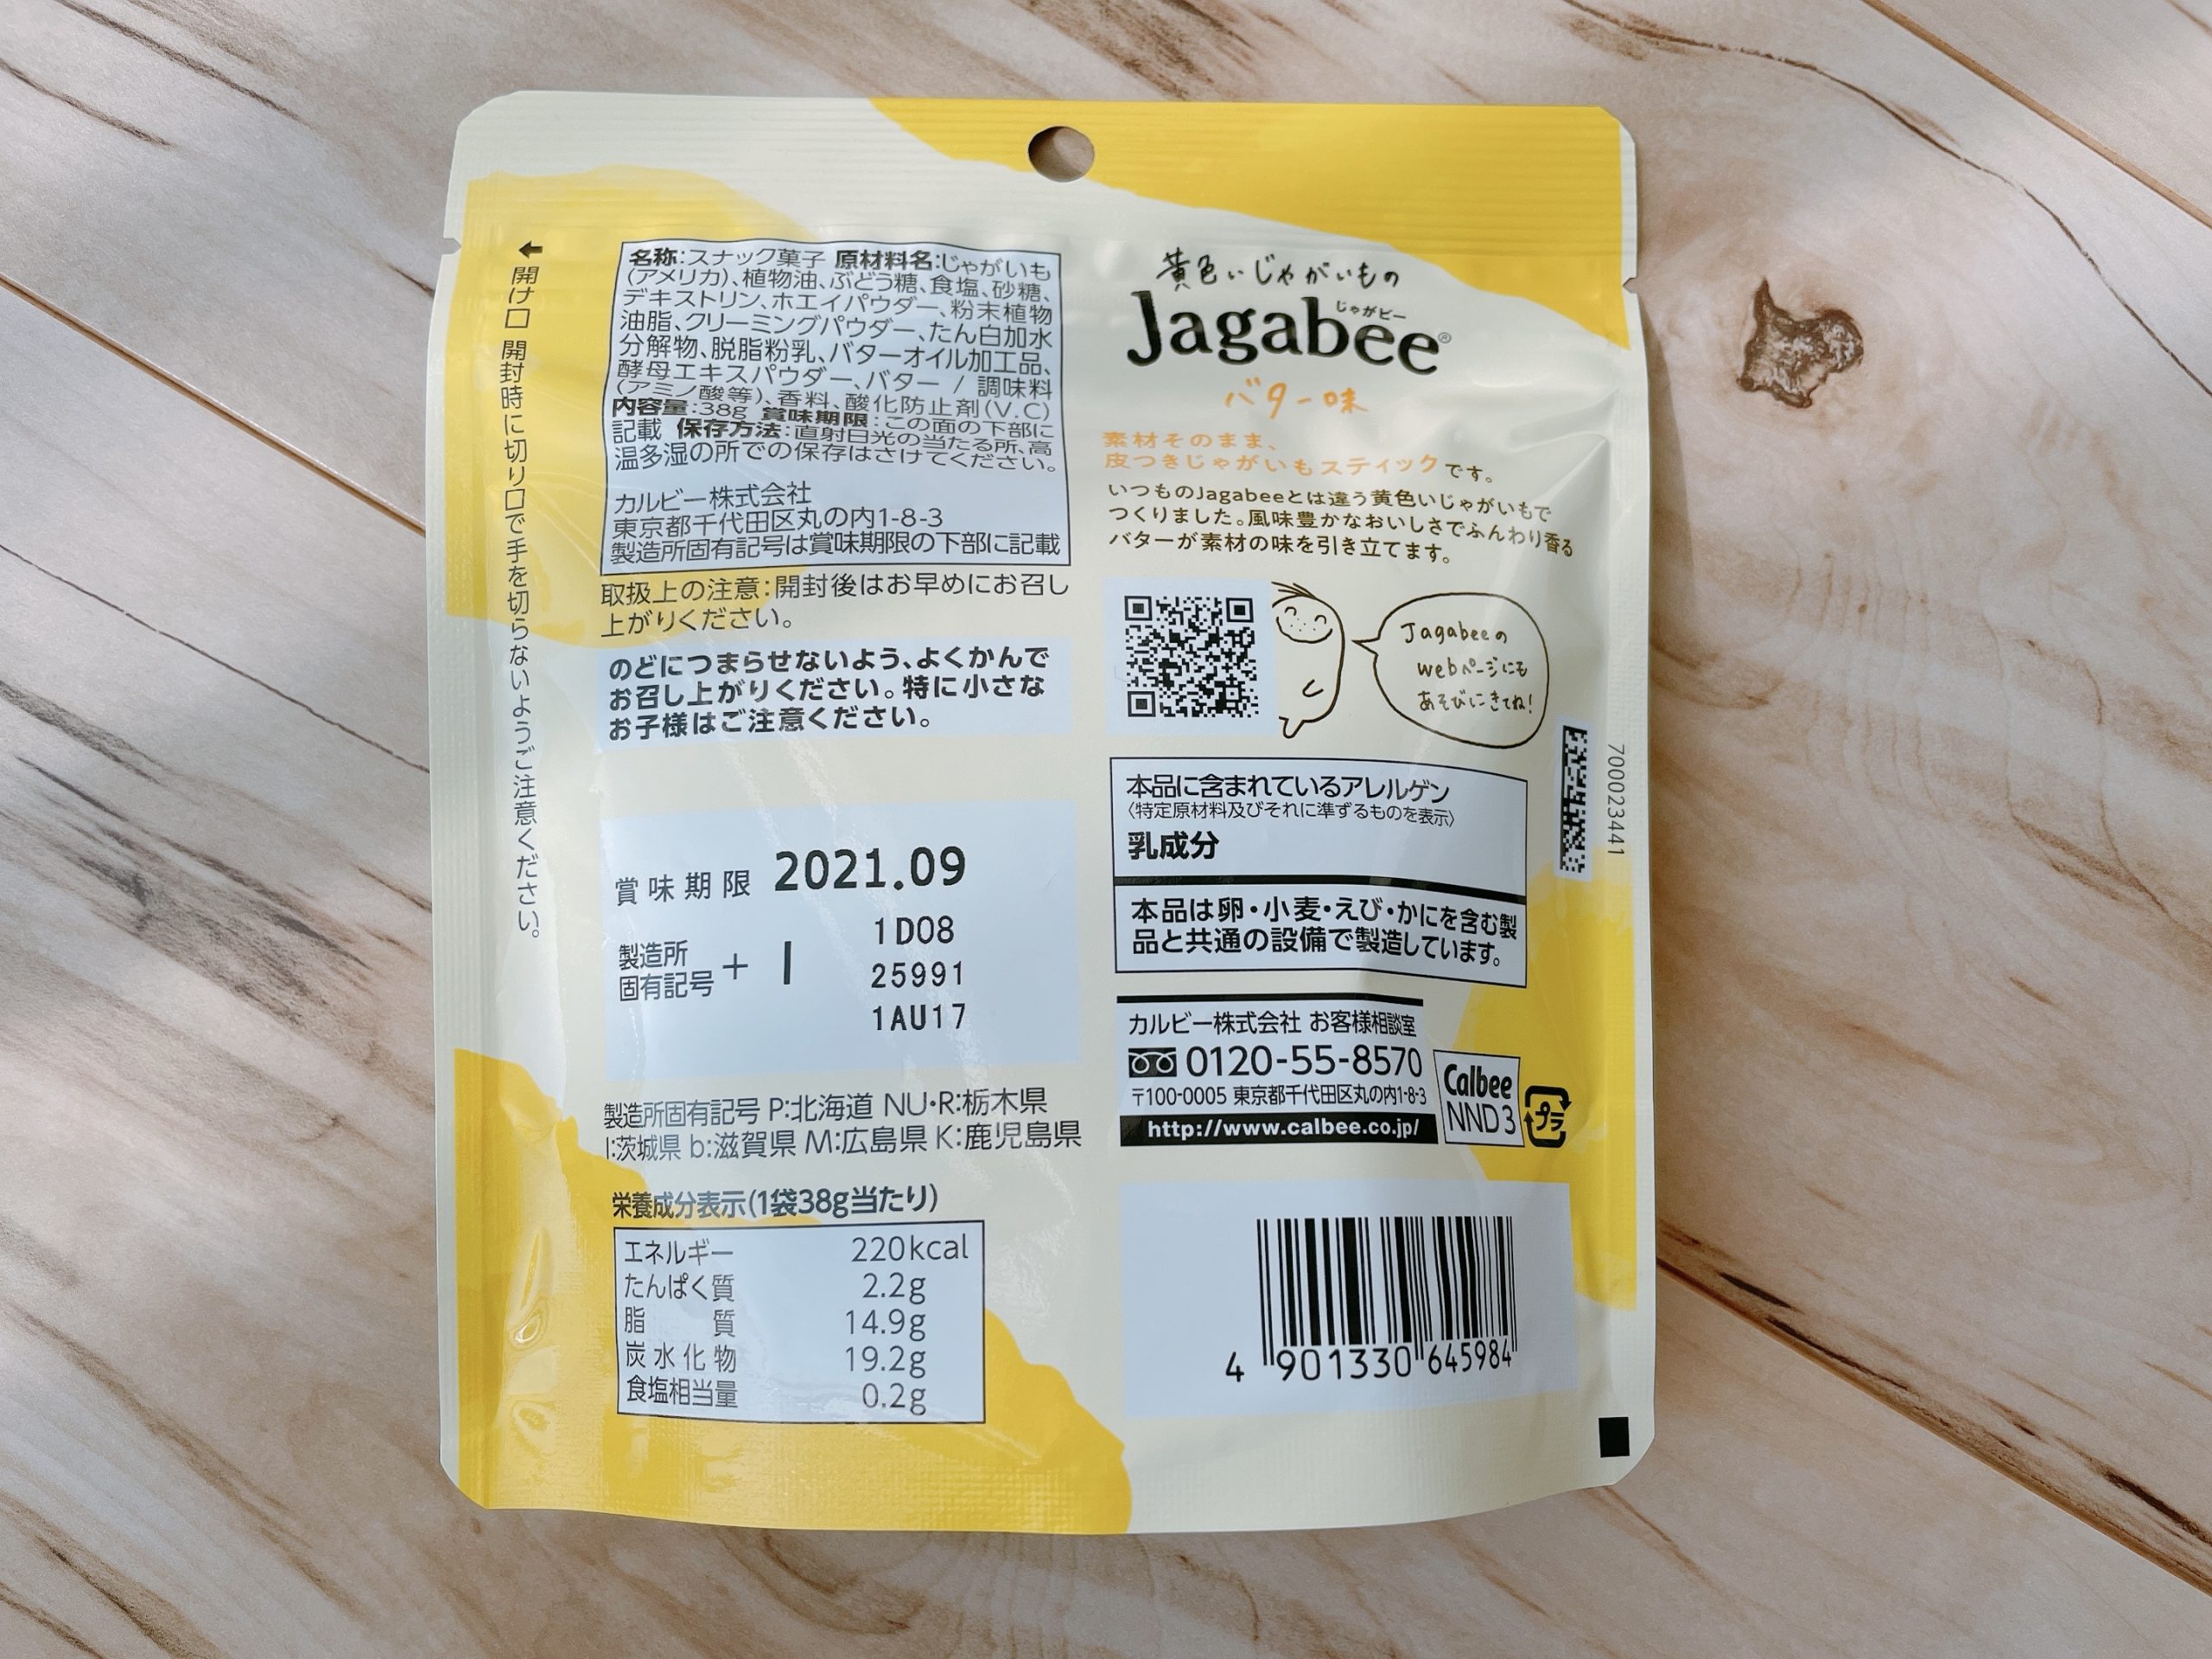 ←開け口 開封時に切り口で手を切らないようご注意ください。
名称:スナック菓子 原材料名:じゃがいも
(アメリカ)、植物油、ぶどう糖、食塩、砂糖、
デキストリン、ホエイパウダー、粉末植物
油脂、クリーミングパウダー、たん白加水
分解物、脱脂粉乳、バターオイル加工品、
酵母エキスパウダー、バター / 調味料
(アミノ酸等)、香料、酸化防止剤(V.C)
内容量:38g 賞味期限:この面の下部に
記載 保存方法:直射日光の当たる所、高
温多湿の所での保存はさけてください。
カルビー株式会社
東京都千代田区丸の内1-8-3
製造所固有記号は賞味期限の下部に記載
取扱上の注意:開封後はお早めにお召し
上がりください。
のどにつまらせないよう、よくかんで
お召し上がりください。特に小さな
お子様はご注意ください。
賞味期限 2021.09
製造所
固有記号 + I
1D08
25991
1AU17
製造所固有記号 P:北海道 NU・R:栃木県
I:茨城県 b:滋賀県 M:広島県 K:鹿児島県
栄養成分表示(1袋38g当たり)
エネルギー 220kcal
たんぱく質 2.2g
脂質 14.9g
炭水化物 19.2g
食塩相当量 0.2g
黄色いじゃがいもの
じゃがビー
Jagabee®
バター味
素材そのまま、
皮つきじゃがいもスティックです。
いつものJagabeeとは違う黄色いじゃがいもで
つくりました。風味豊かなおいしさでふんわり香る
バターが素材の味を引き立てます。
Jagabeeの
webページにも
あそびにきてね!
700023441
本品に含まれているアレルゲン
〈特定原材料及びそれに準ずるものを表示〉
乳成分
本品は卵・小麦・えび・かにを含む製
品と共通の設備で製造しています。
カルビー株式会社 お客様相談室
0120-55-8570
〒100-0005 東京都千代田区丸の内1-8-3
http://www.calbee.co.jp/
Calbee
NND3
プラ
4 901330 645984